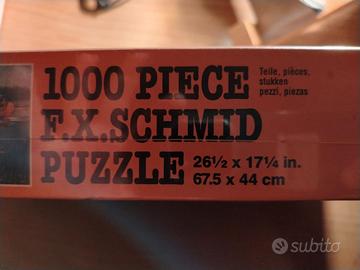 1000 PIECE
Teile, pièces,
stukken
pezzi, piezas
F.X.SCHMID
PUZZLE
26½ x 17¼ in.
67.5 x 44 cm
subito